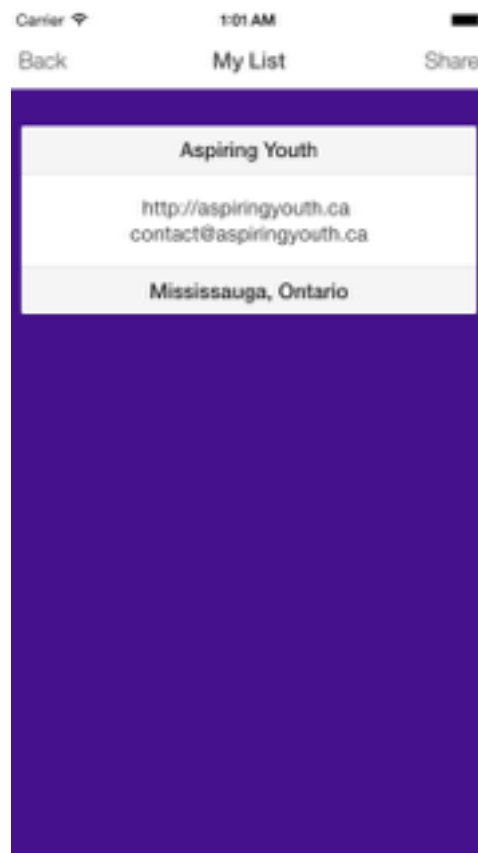 Carrier 1:01 AM
Back My List Share
Aspiring Youth
http://aspiringyouth.ca
contact@aspiringyouth.ca
Mississauga, Ontario